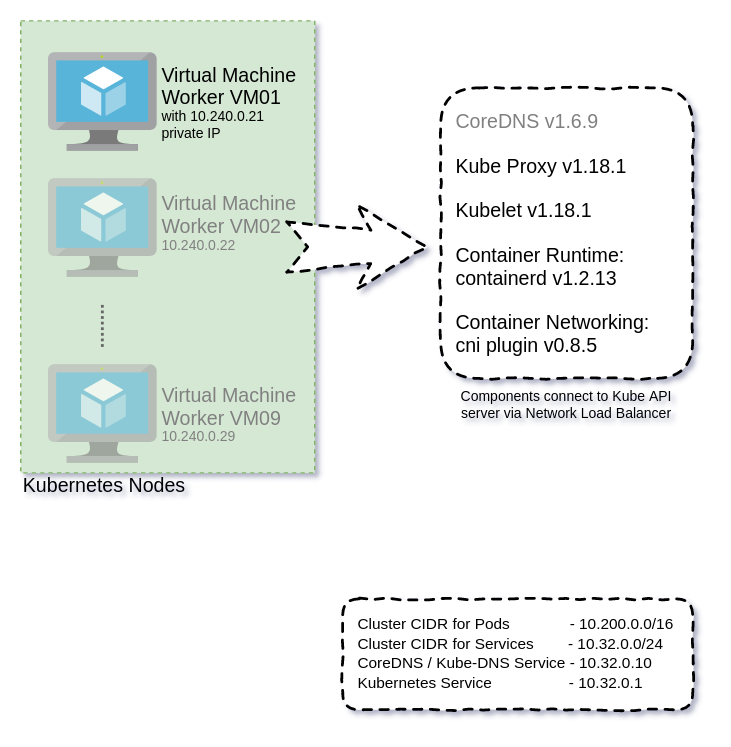 Virtual Machine
Worker VM01
with 10.240.0.21
private IP
Virtual Machine
Worker VM02
10.240.0.22
Virtual Machine
Worker VM09
10.240.0.29
Kubernetes Nodes
CoreDNS v1.6.9
Kube Proxy v1.18.1
Kubelet v1.18.1
Container Runtime:
containerd v1.2.13
Container Networking:
cni plugin v0.8.5
Components connect to Kube API
server via Network Load Balancer
Cluster CIDR for Pods - 10.200.0.0/16
Cluster CIDR for Services - 10.32.0.0/24
CoreDNS / Kube-DNS Service - 10.32.0.10
Kubernetes Service - 10.32.0.1